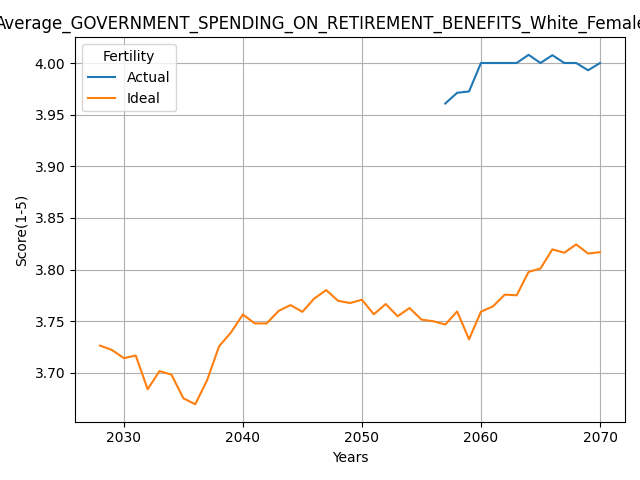 Average_GOVERNMENT_SPENDING_ON_RETIREMENT_BENEFITS_White_Female
Fertility
Actual
Ideal
4.00
3.95
3.90
3.85
3.80
3.75
3.70
Score(1-5)
2030 2040 2050 2060 2070
Years